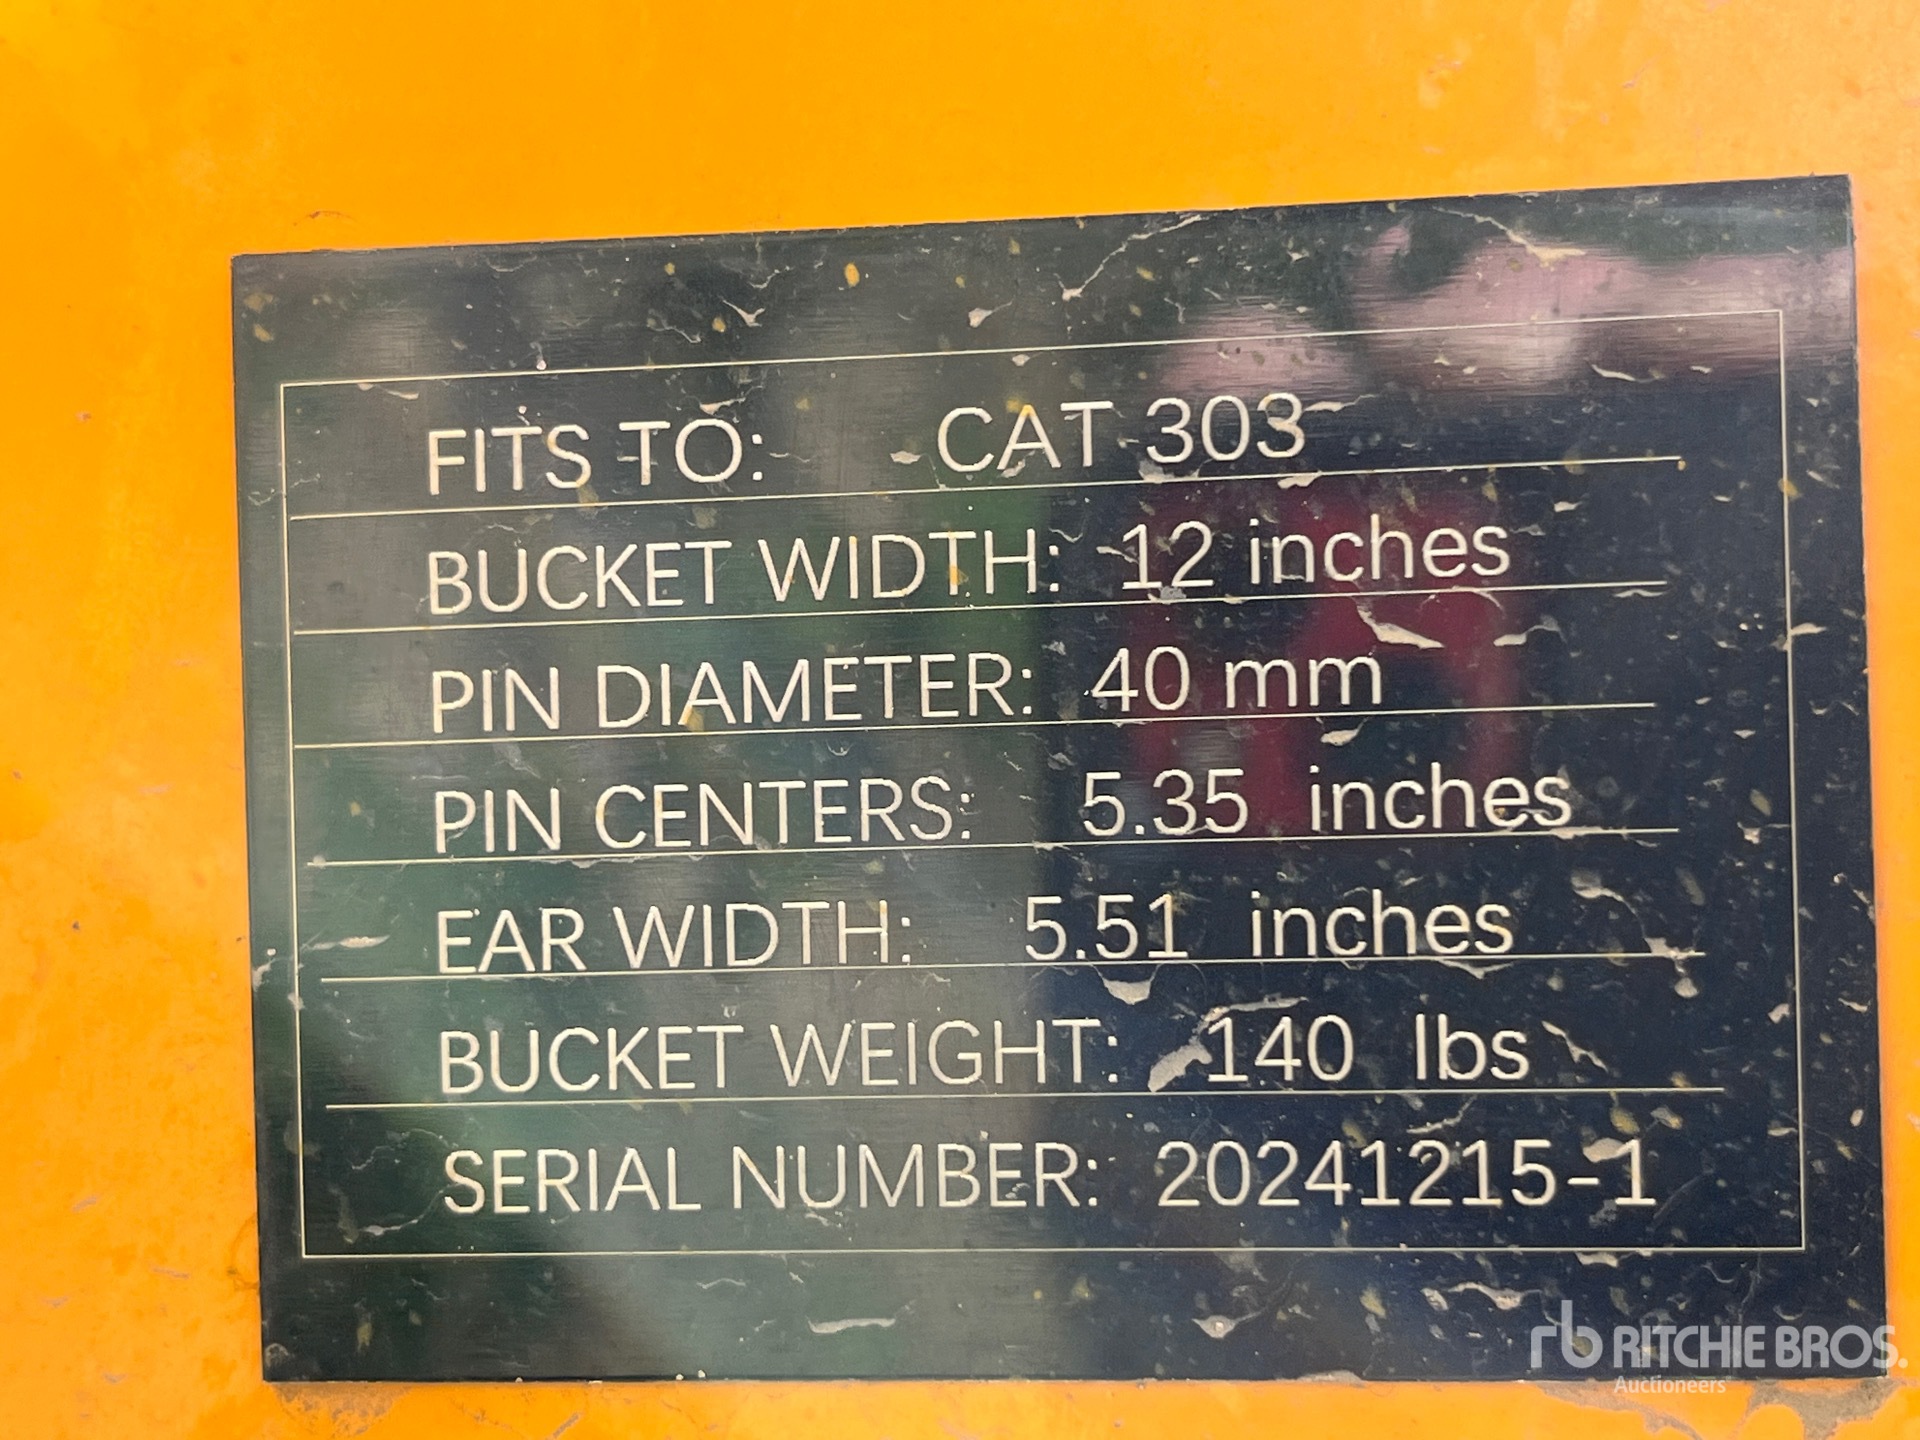 FITS TO: CAT 303
BUCKET WIDTH: 12 inches
PIN DIAMETER: 40 mm
PIN CENTERS: 5.35 inches
EAR WIDTH: 5.51 inches
BUCKET WEIGHT: 140 lbs
SERIAL NUMBER: 20241215-1
rb RITCHIE BROS.
Auctioneers